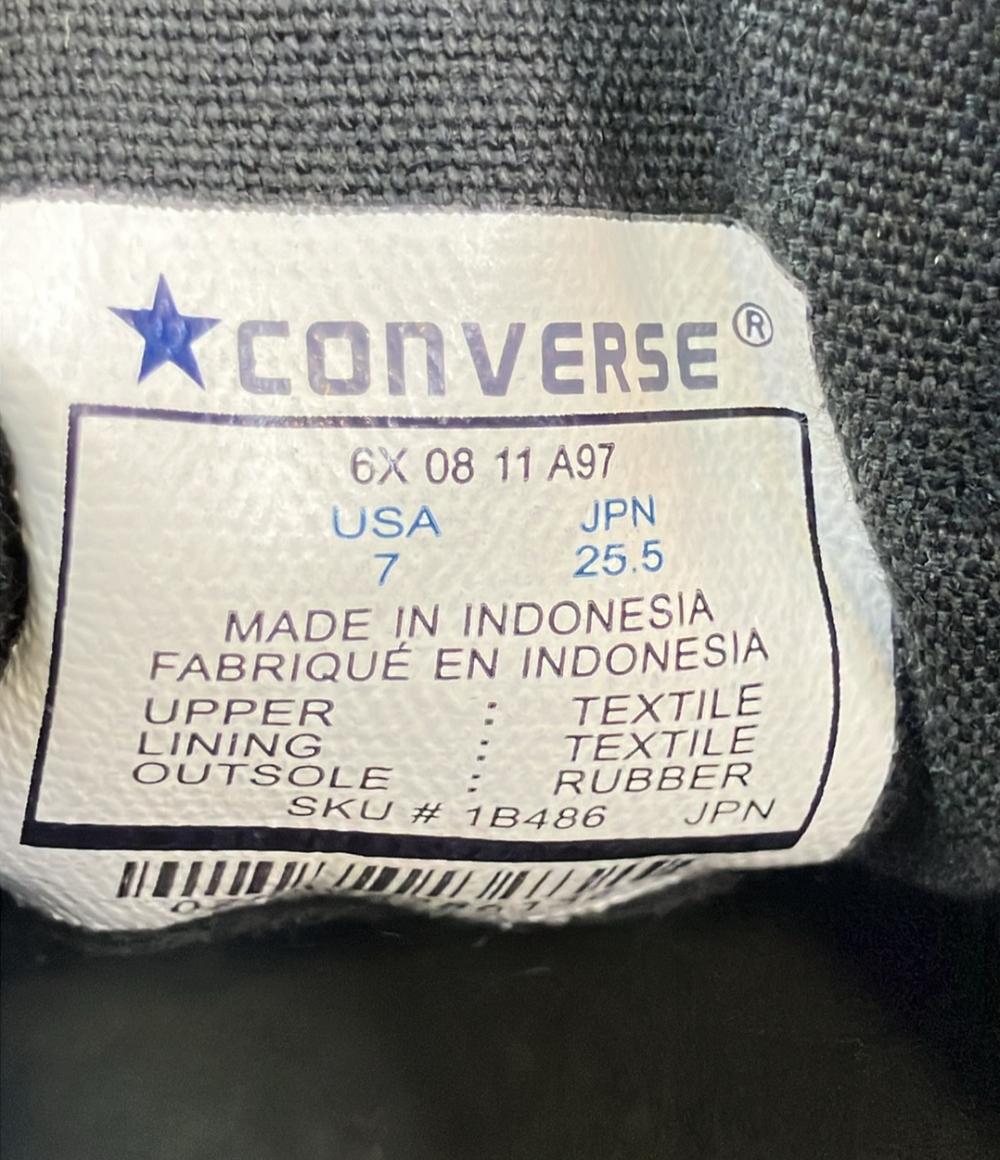 ★CONVERSE®
6X 08 11 A97
USA JPN
7 25.5
MADE IN INDONESIA
FABRIQUÉ EN INDONESIA
UPPER : TEXTILE
LINING : TEXTILE
OUTSOLE : RUBBER
SKU # 1B486 JPN